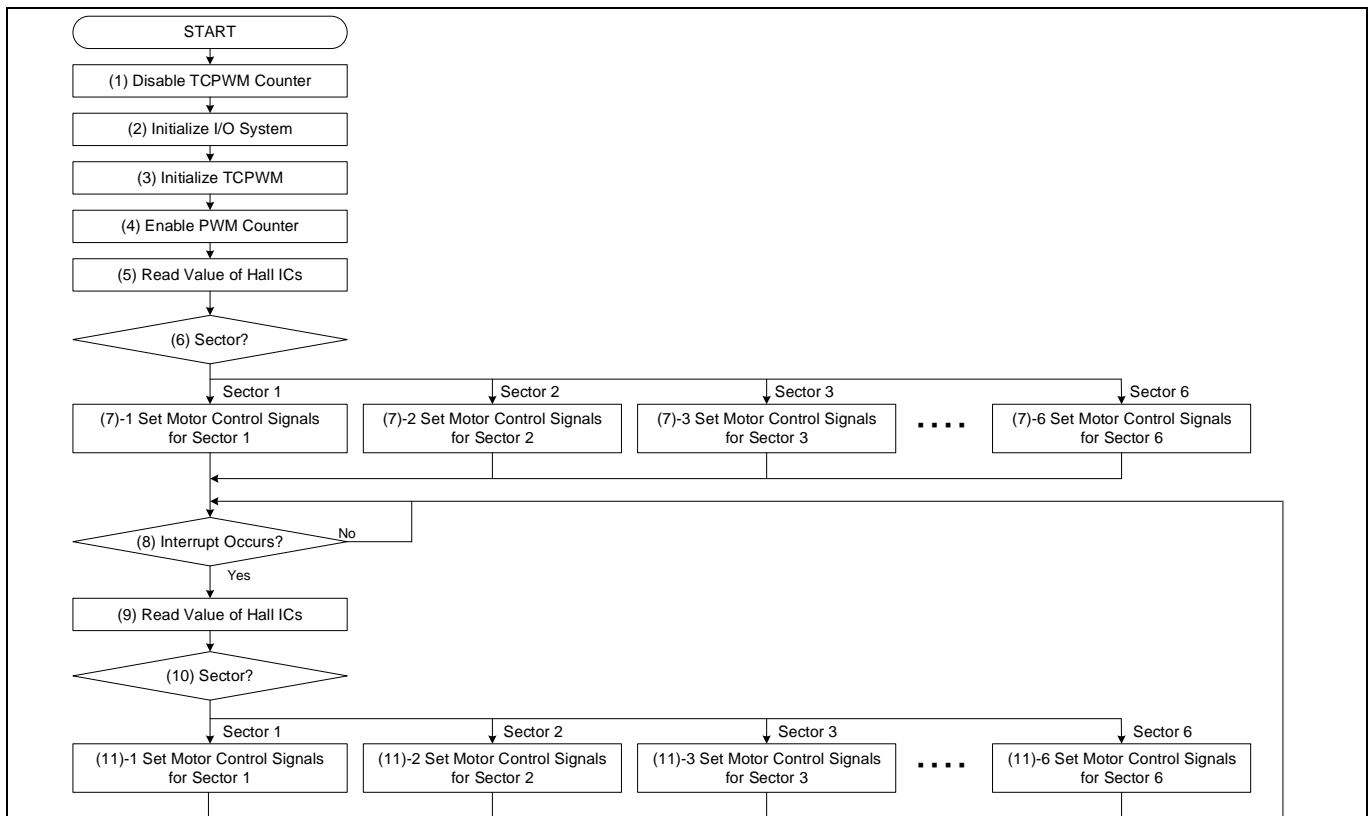 START
(1) Disable TCPWM Counter
(2) Initialize I/O System
(3) Initialize TCPWM
(4) Enable PWM Counter
(5) Read Value of Hall ICs
(6) Sector?
Sector 1
Sector 2
Sector 3
Sector 6
(7)-1 Set Motor Control Signals
for Sector 1
(7)-2 Set Motor Control Signals
for Sector 2
(7)-3 Set Motor Control Signals
for Sector 3
....
(7)-6 Set Motor Control Signals
for Sector 6
(8) Interrupt Occurs?
No
Yes
(9) Read Value of Hall ICs
(10) Sector?
Sector 1
Sector 2
Sector 3
Sector 6
(11)-1 Set Motor Control Signals
for Sector 1
(11)-2 Set Motor Control Signals
for Sector 2
(11)-3 Set Motor Control Signals
for Sector 3
....
(11)-6 Set Motor Control Signals
for Sector 6